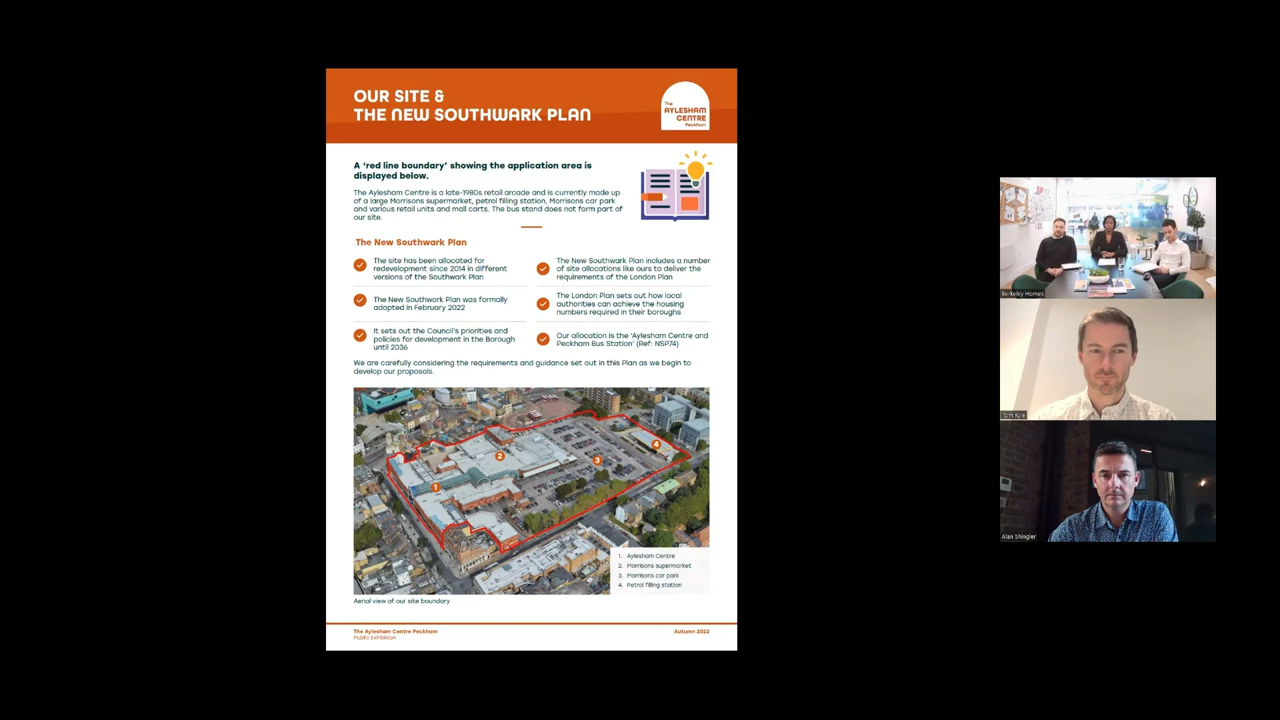 OUR SITE &
THE NEW SOUTHWARK PLAN
The
AYLESHAM
CENTRE
Peckham
A 'red line boundary' showing the application area is
displayed below.
The Aylesham Centre is a late-1980s retail arcade and is currently made up
of a large Morrisons supermarket, petrol filling station, Morrisons car park
and various retail units and mall carts. The bus stand does not form part of
our site.
The New Southwark Plan
The site has been allocated for
redevelopment since 2014 in different
versions of the Southwark Plan
The New Southwark Plan was formally
adopted in February 2022
It sets out the Council's priorities and
policies for development in the Borough
until 2036
The New Southwark Plan includes a number
of site allocations like ours to deliver the
requirements of the London Plan
The London Plan sets out how local
authorities can achieve the housing
numbers required in their boroughs
Our allocation is the 'Aylesham Centre and
Peckham Bus Station' (Ref: NSP74)
We are carefully considering the requirements and guidance set out in this Plan as we begin to
develop our proposals.
1
2
3
4
1. Aylesham Centre
2. Morrisons supermarket
3. Morrisons car park
4. Petrol filling station
Aerial view of our site boundary
The Aylesham Centre Peckham
Public Exhibition
Autumn 2022
Berkeley Homes
Tom Kyle
Alan Shingler